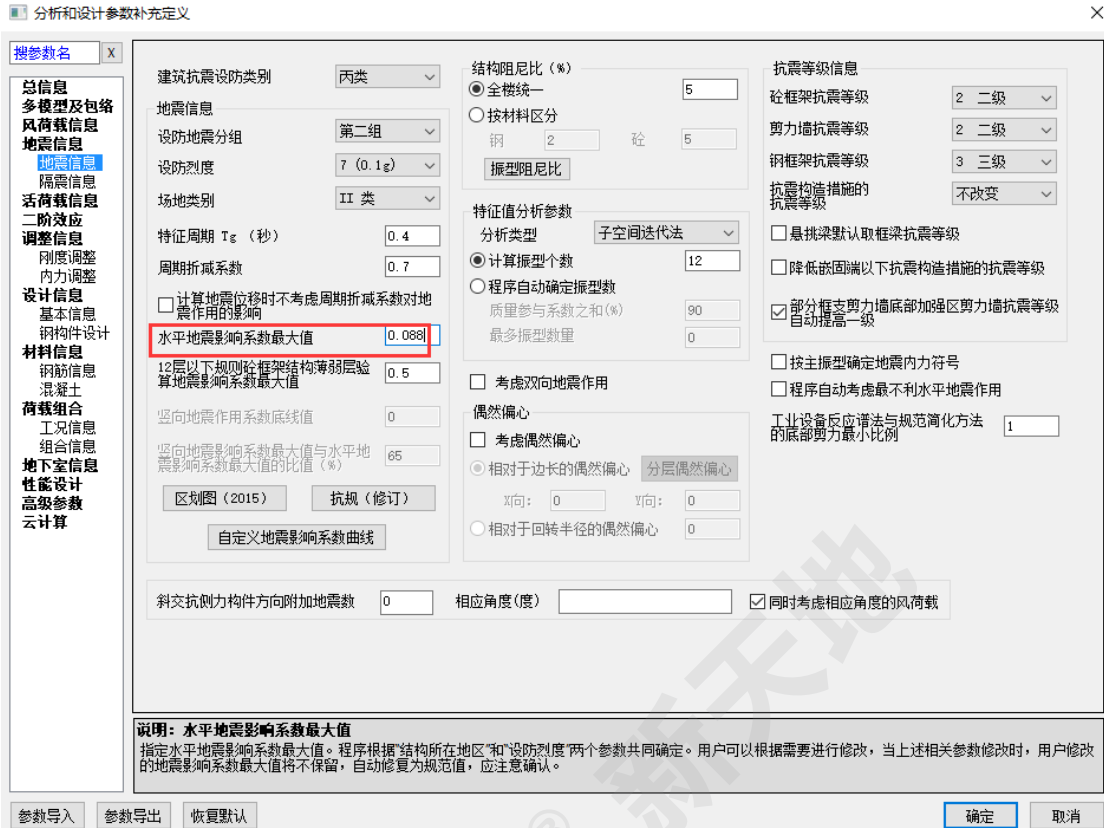 分析和设计参数补充定义
搜参数名 X
总信息
多模型及包络
风荷载信息
地震信息
地震信息
隔震信息
活荷载信息
二阶效应
调整信息
刚度调整
内力调整
设计信息
基本信息
钢构件设计
材料信息
钢筋信息
混凝土
荷载组合
工况信息
组合信息
地下室信息
性能设计
高级参数
云计算
建筑抗震设防类别 丙类
地震信息
设防地震分组 第二组
设防烈度 7 (0.1g)
场地类别 II 类
特征周期 Tg (秒) 0.4
周期折减系数 0.7
计算地震位移时不考虑周期折减系数对地
震作用的影响
水平地震影响系数最大值 0.088
12层以下规则砼框架结构薄弱层验
算地震影响系数最大值 0.5
竖向地震作用系数底线值 0
竖向地震影响系数最大值与水平地
震影响系数最大值的比值(%) 65
区划图(2015) 抗规(修订)
自定义地震影响系数曲线
结构阻尼比(%)
全楼统一 5
按材料区分
钢 2 砼 5
振型阻尼比
特征值分析参数
分析类型 子空间迭代法
计算振型个数 12
程序自动确定振型数
质量参与系数之和(%) 90
最多振型数量 0
考虑双向地震作用
偶然偏心
考虑偶然偏心
相对于边长的偶然偏心 分层偶然偏心
X向: 0 Y向: 0
相对于回转半径的偶然偏心 0
抗震等级信息
砼框架抗震等级 2 二级
剪力墙抗震等级 2 二级
钢框架抗震等级 3 三级
抗震构造措施的
抗震等级 不改变
悬挑梁默认取框梁抗震等级
降低嵌固端以下抗震构造措施的抗震等级
部分框支剪力墙底部加强区剪力墙抗震等级
自动提高一级
按主振型确定地震内力符号
程序自动考虑最不利水平地震作用
工业设备反应谱法与规范简化方法
的底部剪力最小比例 1
斜交抗侧力构件方向附加地震数 0 相应角度(度) 同时考虑相应角度的风荷载
说明: 水平地震影响系数最大值
指定水平地震影响系数最大值。程序根据"结构所在地区"和"设防烈度"两个参数共同确定。用户可以根据需要进行修改，当上述相关参数修改时，用户修改
的地震影响系数最大值将不保留，自动修复为规范值，应注意确认。
参数导入 参数导出 恢复默认 确定 取消
@ 新天地